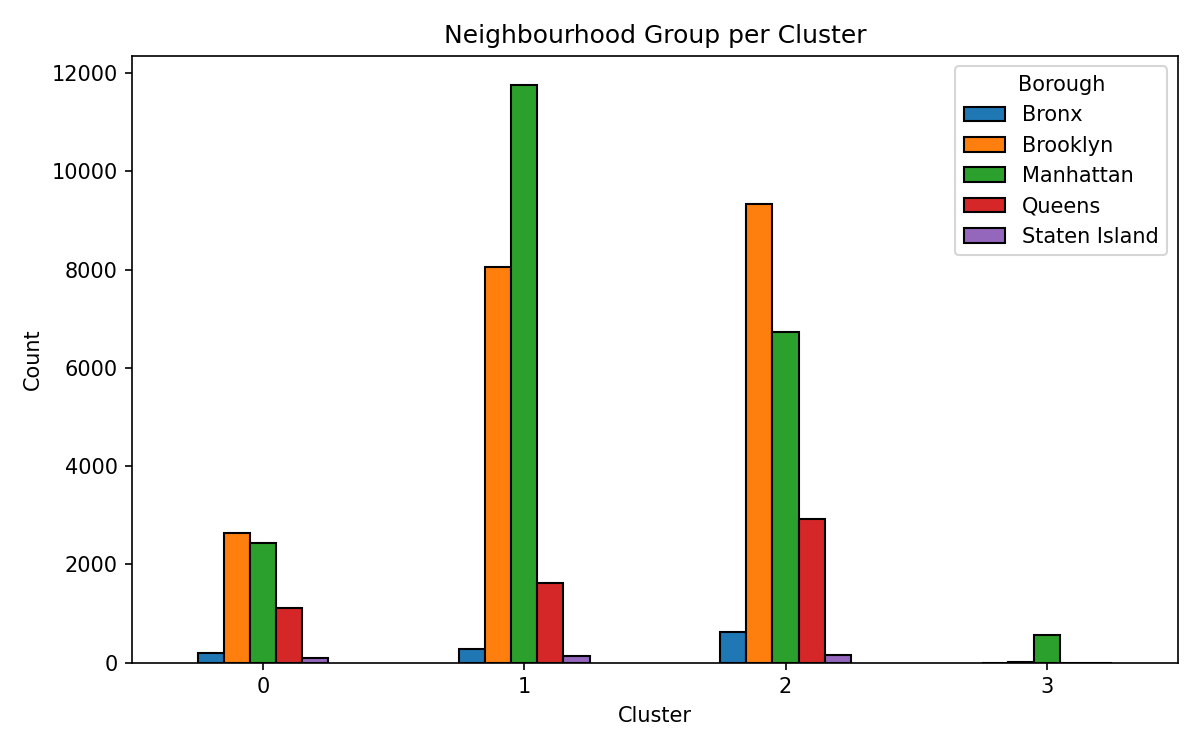 Neighbourhood Group per Cluster
12000
10000
8000
6000
4000
2000
0
Count
0 1 2 3
Cluster
Borough
Bronx
Brooklyn
Manhattan
Queens
Staten Island